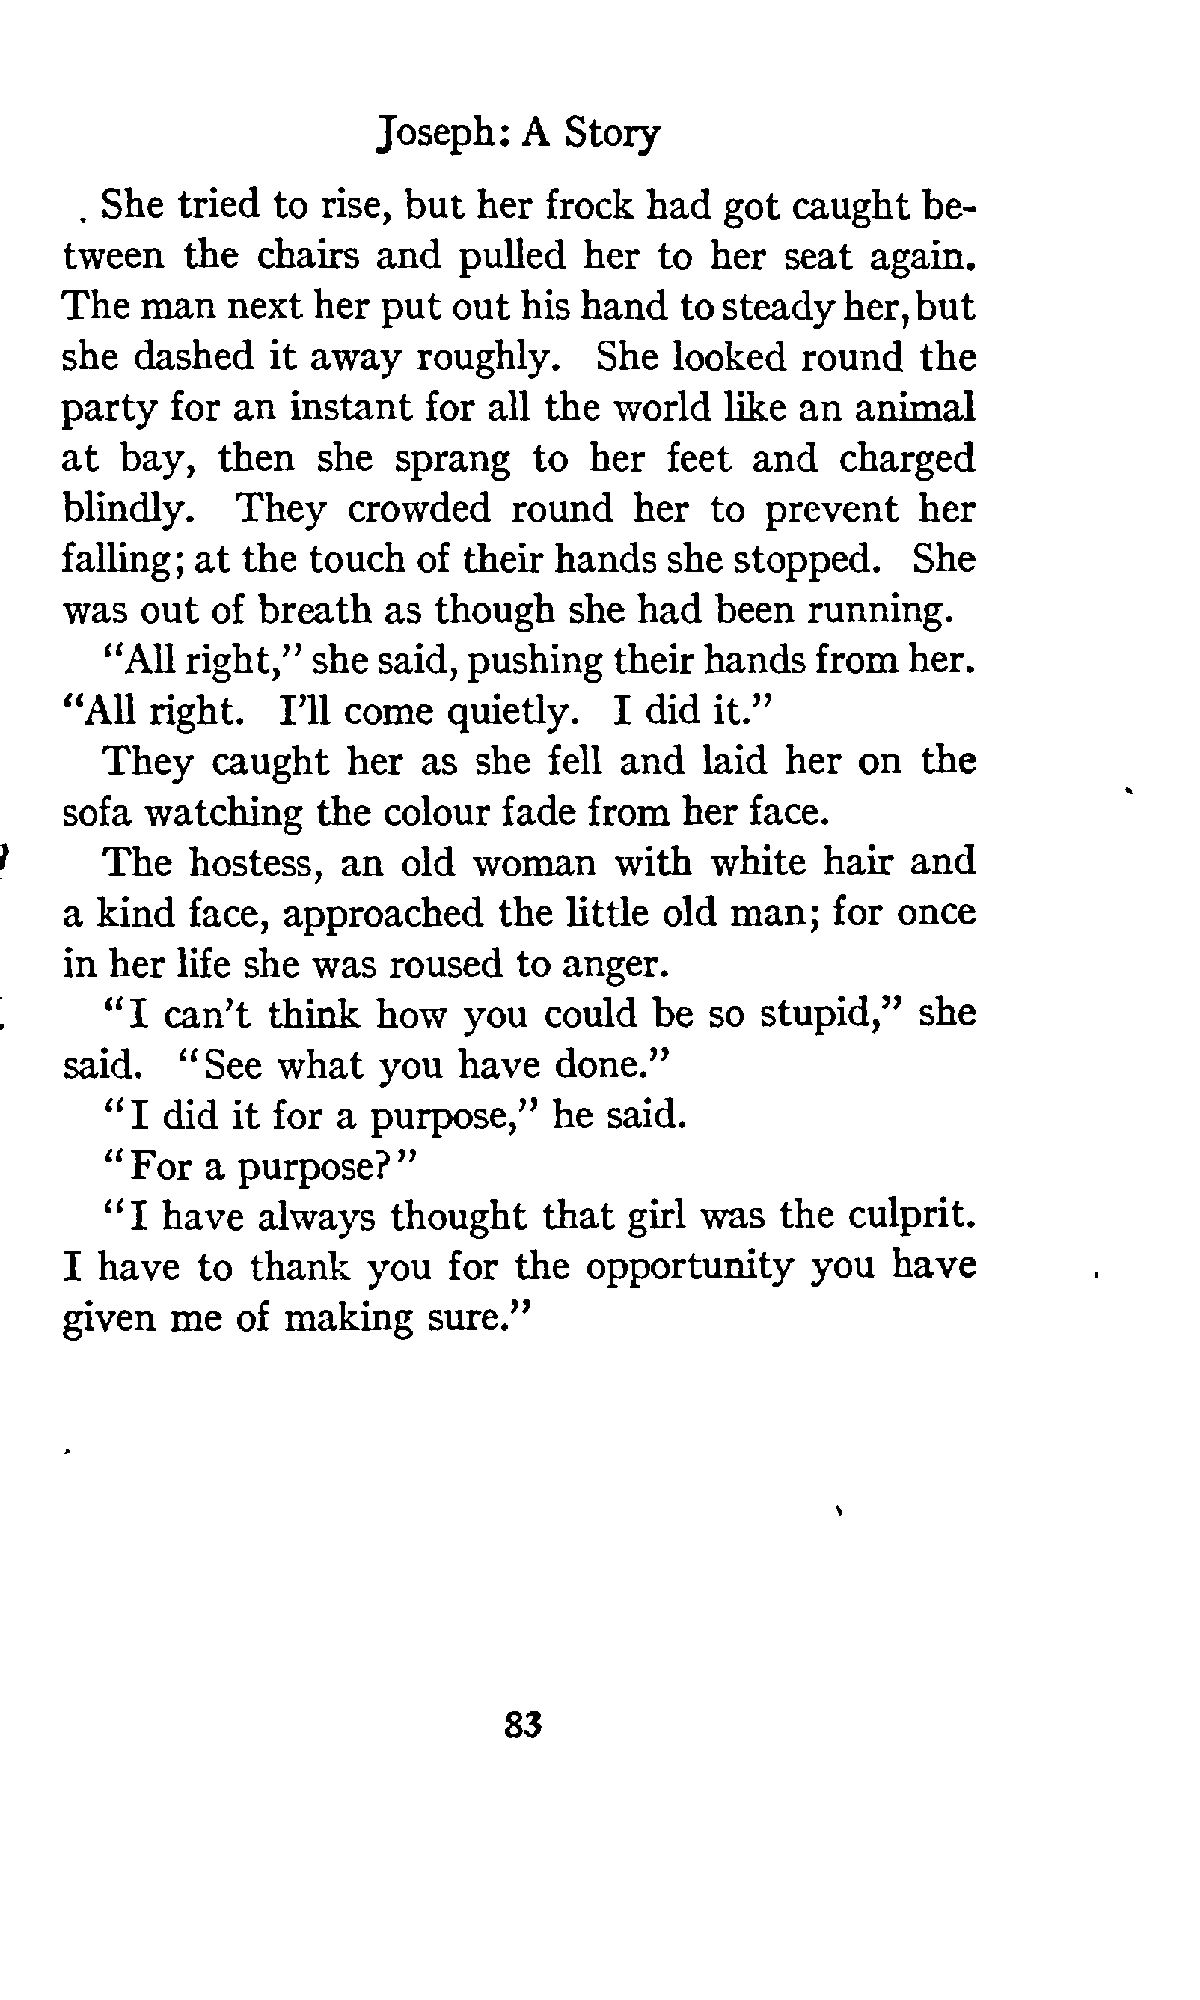 Joseph: A Story
She tried to rise, but her frock had got caught be-
tween the chairs and pulled her to her seat again.
The man next her put out his hand to steady her, but
she dashed it away roughly. She looked round the
party for an instant for all the world like an animal
at bay, then she sprang to her feet and charged
blindly. They crowded round her to prevent her
falling; at the touch of their hands she stopped. She
was out of breath as though she had been running.
"All right," she said, pushing their hands from her.
"All right. I'll come quietly. I did it."
They caught her as she fell and laid her on the
sofa watching the colour fade from her face.
The hostess, an old woman with white hair and
a kind face, approached the little old man; for once
in her life she was roused to anger.
"I can't think how you could be so stupid," she
said. "See what you have done."
"I did it for a purpose," he said.
"For a purpose?"
"I have always thought that girl was the culprit.
I have to thank you for the opportunity you have
given me of making sure."
83